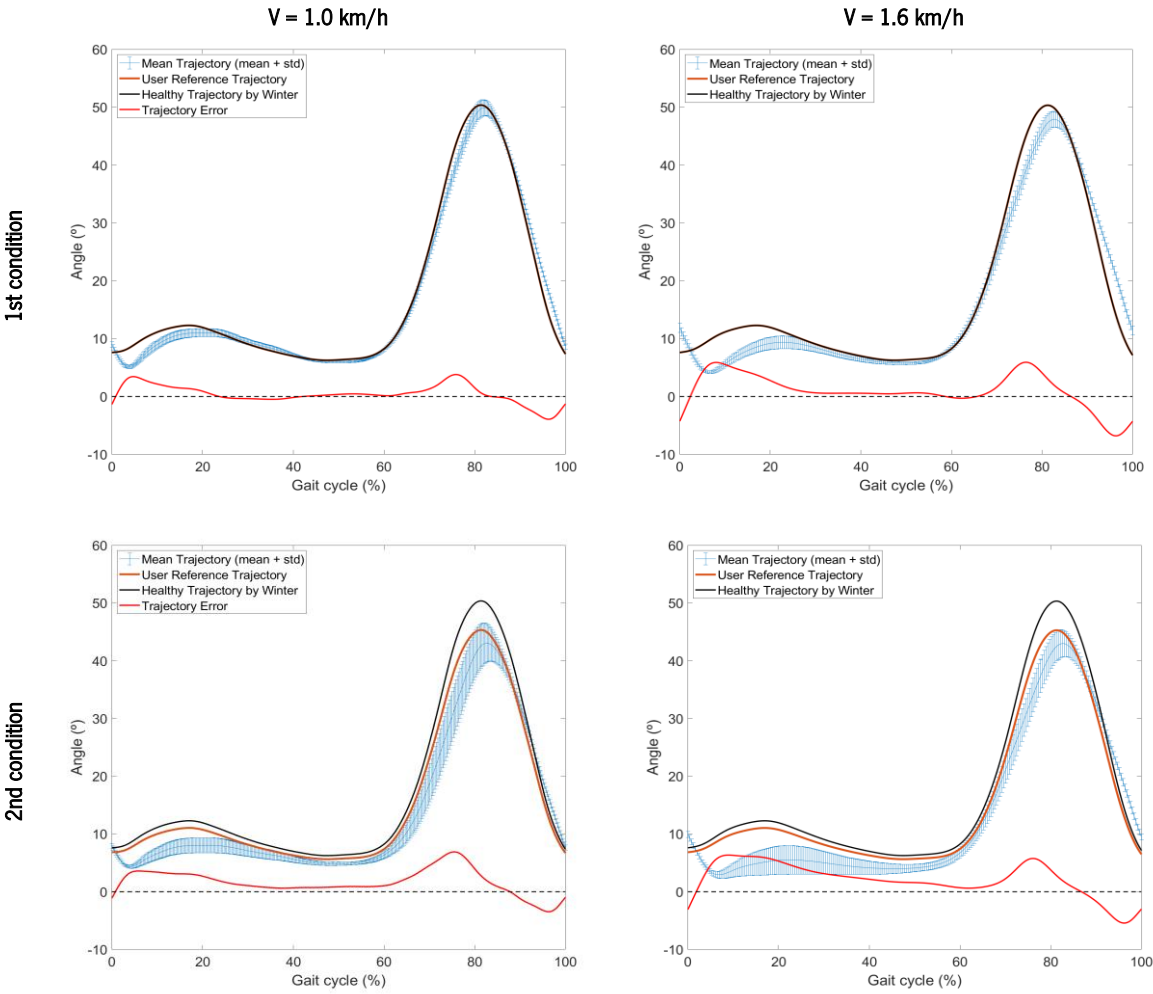 V = 1.0 km/h
V = 1.6 km/h
1st condition
60
50
40
30
20
10
0
-10
Angle (º)
Mean Trajectory (mean + std)
User Reference Trajectory
Healthy Trajectory by Winter
Trajectory Error
0
20
40
60
80
100
Gait cycle (%)
60
50
40
30
20
10
0
-10
Angle (º)
Mean Trajectory (mean + std)
User Reference Trajectory
Healthy Trajectory by Winter
0
20
40
60
80
100
Gait cycle (%)
2nd condition
60
50
40
30
20
10
0
-10
Angle (º)
Mean Trajectory (mean + std)
User Reference Trajectory
Healthy Trajectory by Winter
Trajectory Error
0
20
40
60
80
100
Gait cycle (%)
60
50
40
30
20
10
0
-10
Angle (º)
Mean Trajectory (mean + std)
User Reference Trajectory
Healthy Trajectory by Winter
0
20
40
60
80
100
Gait cycle (%)